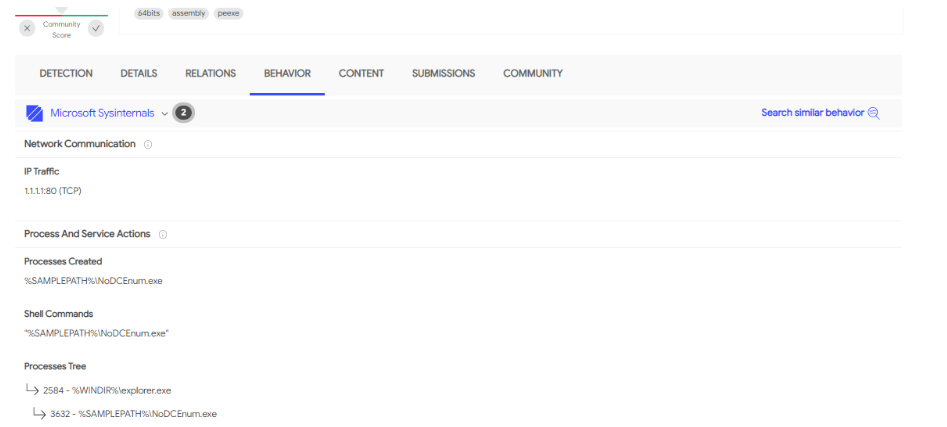 64bits assembly peexe
Community
Score
DETECTION DETAILS RELATIONS BEHAVIOR CONTENT SUBMISSIONS COMMUNITY
Microsoft Sysinternals 2 Search similar behavior
Network Communication
IP Traffic
1.1.1.1:80 (TCP)
Process And Service Actions
Processes Created
%SAMPLEPATH%\NoDCEnum.exe
Shell Commands
"%SAMPLEPATH%\NoDCEnum.exe"
Processes Tree
2584 - %WINDIR%\explorer.exe
3632 - %SAMPLEPATH%\NoDCEnum.exe